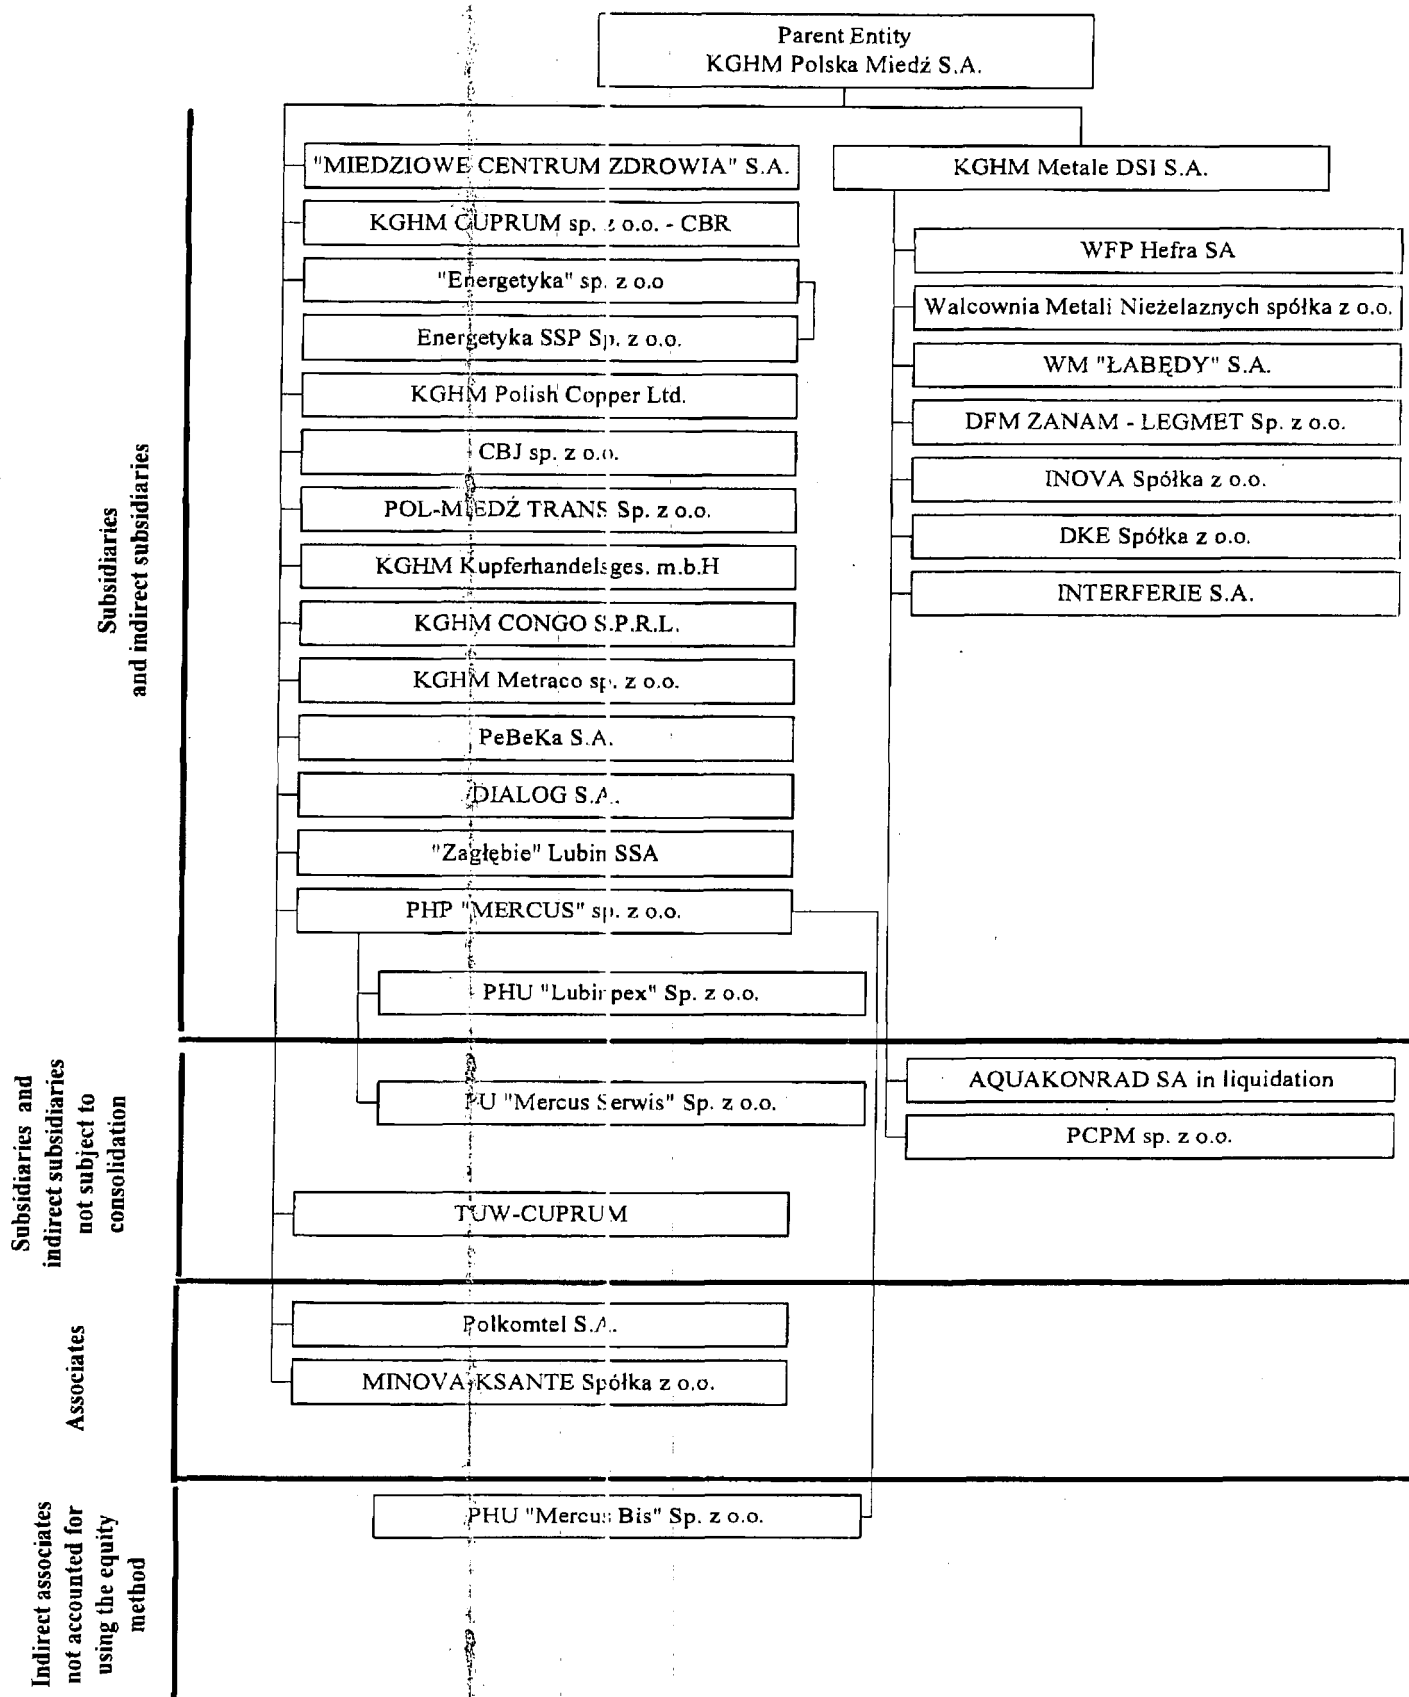 Parent Entity
KGHM Polska Miedź S.A.
Subsidiaries
and indirect subsidiaries
"MIEDZIOWE CENTRUM ZDROWIA" S.A.
KGHM CUPRUM sp. z o.o. - CBR
"Energetyka" sp. z o.o
Energetyka SSP Sp. z o.o.
KGHM Polish Copper Ltd.
CBJ sp. z o.o.
POL-MIEDŹ TRANS Sp. z o.o.
KGHM Kupferhandelsges. m.b.H
KGHM CONGO S.P.R.L.
KGHM Metraco sp. z o.o.
PeBeKa S.A.
DIALOG S.A.
"Zagłębie" Lubin SSA
PHP "MERCUS" sp. z o.o.
PHU "Lubinpex" Sp. z o.o.
KGHM Metale DSI S.A.
WFP Hefra SA
Walcownia Metali Nieżelaznych spółka z o.o.
WM "ŁABĘDY" S.A.
DFM ZANAM - LEGMET Sp. z o.o.
INOVA Spółka z o.o.
DKE Spółka z o.o.
INTERFERIE S.A.
Subsidiaries and
indirect subsidiaries
not subject to
consolidation
PU "Mercus Serwis" Sp. z o.o.
TUW-CUPRUM
AQUAKONRAD SA in liquidation
PCPM sp. z o.o.
Associates
Polkomtel S.A.
MINOVA-KSANTE Spółka z o.o.
Indirect associates
not accounted for
using the equity
method
PHU "Mercus Bis" Sp. z o.o.